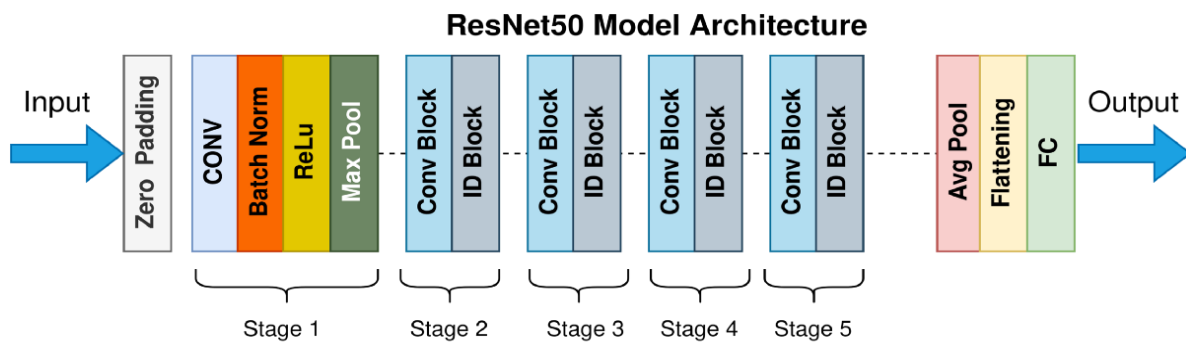 ResNet50 Model Architecture
Input
Zero Padding
CONV
Batch Norm
ReLu
Max Pool
Conv Block
ID Block
Conv Block
ID Block
Conv Block
ID Block
Conv Block
ID Block
Avg Pool
Flattening
FC
Output
Stage 1
Stage 2
Stage 3
Stage 4
Stage 5